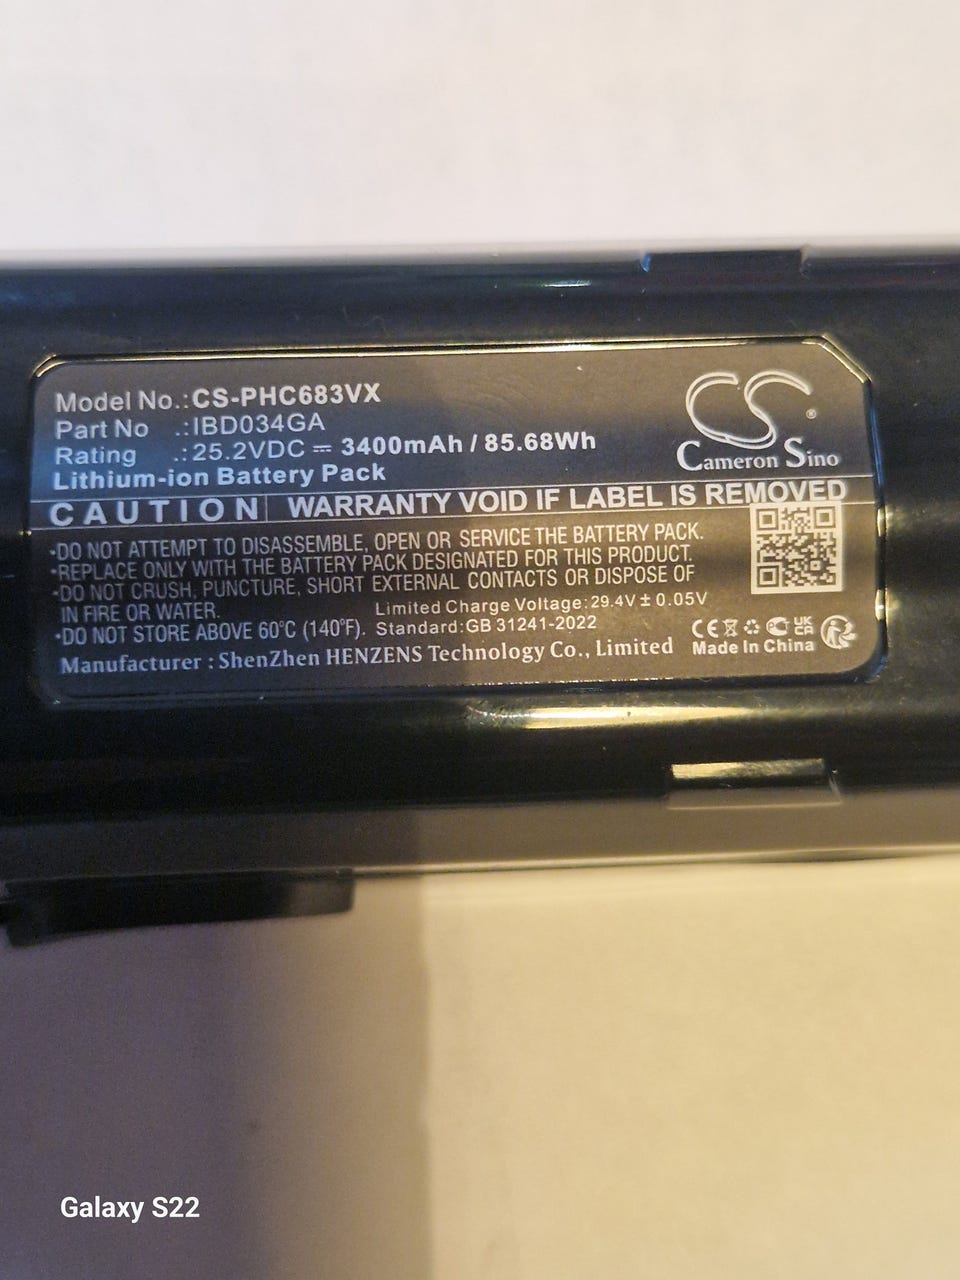 Model No.:CS-PHC683VX
Part No .:IBD034GA
Rating .:25.2VDC ⎓ 3400mAh / 85.68Wh
Lithium-ion Battery Pack
CS®
Cameron Sino
CAUTION WARRANTY VOID IF LABEL IS REMOVED
·DO NOT ATTEMPT TO DISASSEMBLE, OPEN OR SERVICE THE BATTERY PACK.
·REPLACE ONLY WITH THE BATTERY PACK DESIGNATED FOR THIS PRODUCT.
·DO NOT CRUSH, PUNCTURE, SHORT EXTERNAL CONTACTS OR DISPOSE OF
IN FIRE OR WATER.
Limited Charge Voltage:29.4V±0.05V
·DO NOT STORE ABOVE 60°C (140°F).
Standard:GB 31241-2022
CE UK CA
Made In China
Manufacturer : ShenZhen HENZENS Technology Co., Limited
Galaxy S22